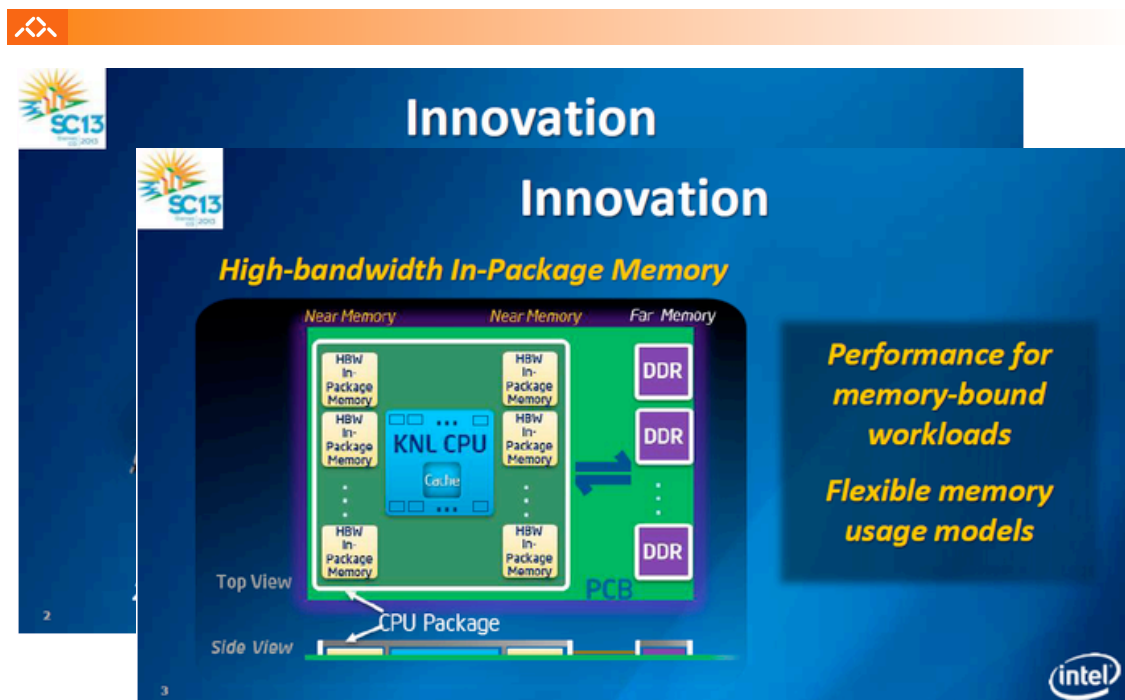 SC13
2013
Innovation
SC13
2013
Innovation
High-bandwidth In-Package Memory
Near Memory
Near Memory
Far Memory
HBW
In-
Package
Memory
HBW
In-
Package
Memory
DDR
HBW
In-
Package
Memory
KNL CPU
Cache
HBW
In-
Package
Memory
DDR
HBW
In-
Package
Memory
HBW
In-
Package
Memory
DDR
Top View
PCB
CPU Package
Side View
Performance for
memory-bound
workloads
Flexible memory
usage models
2
3
intel